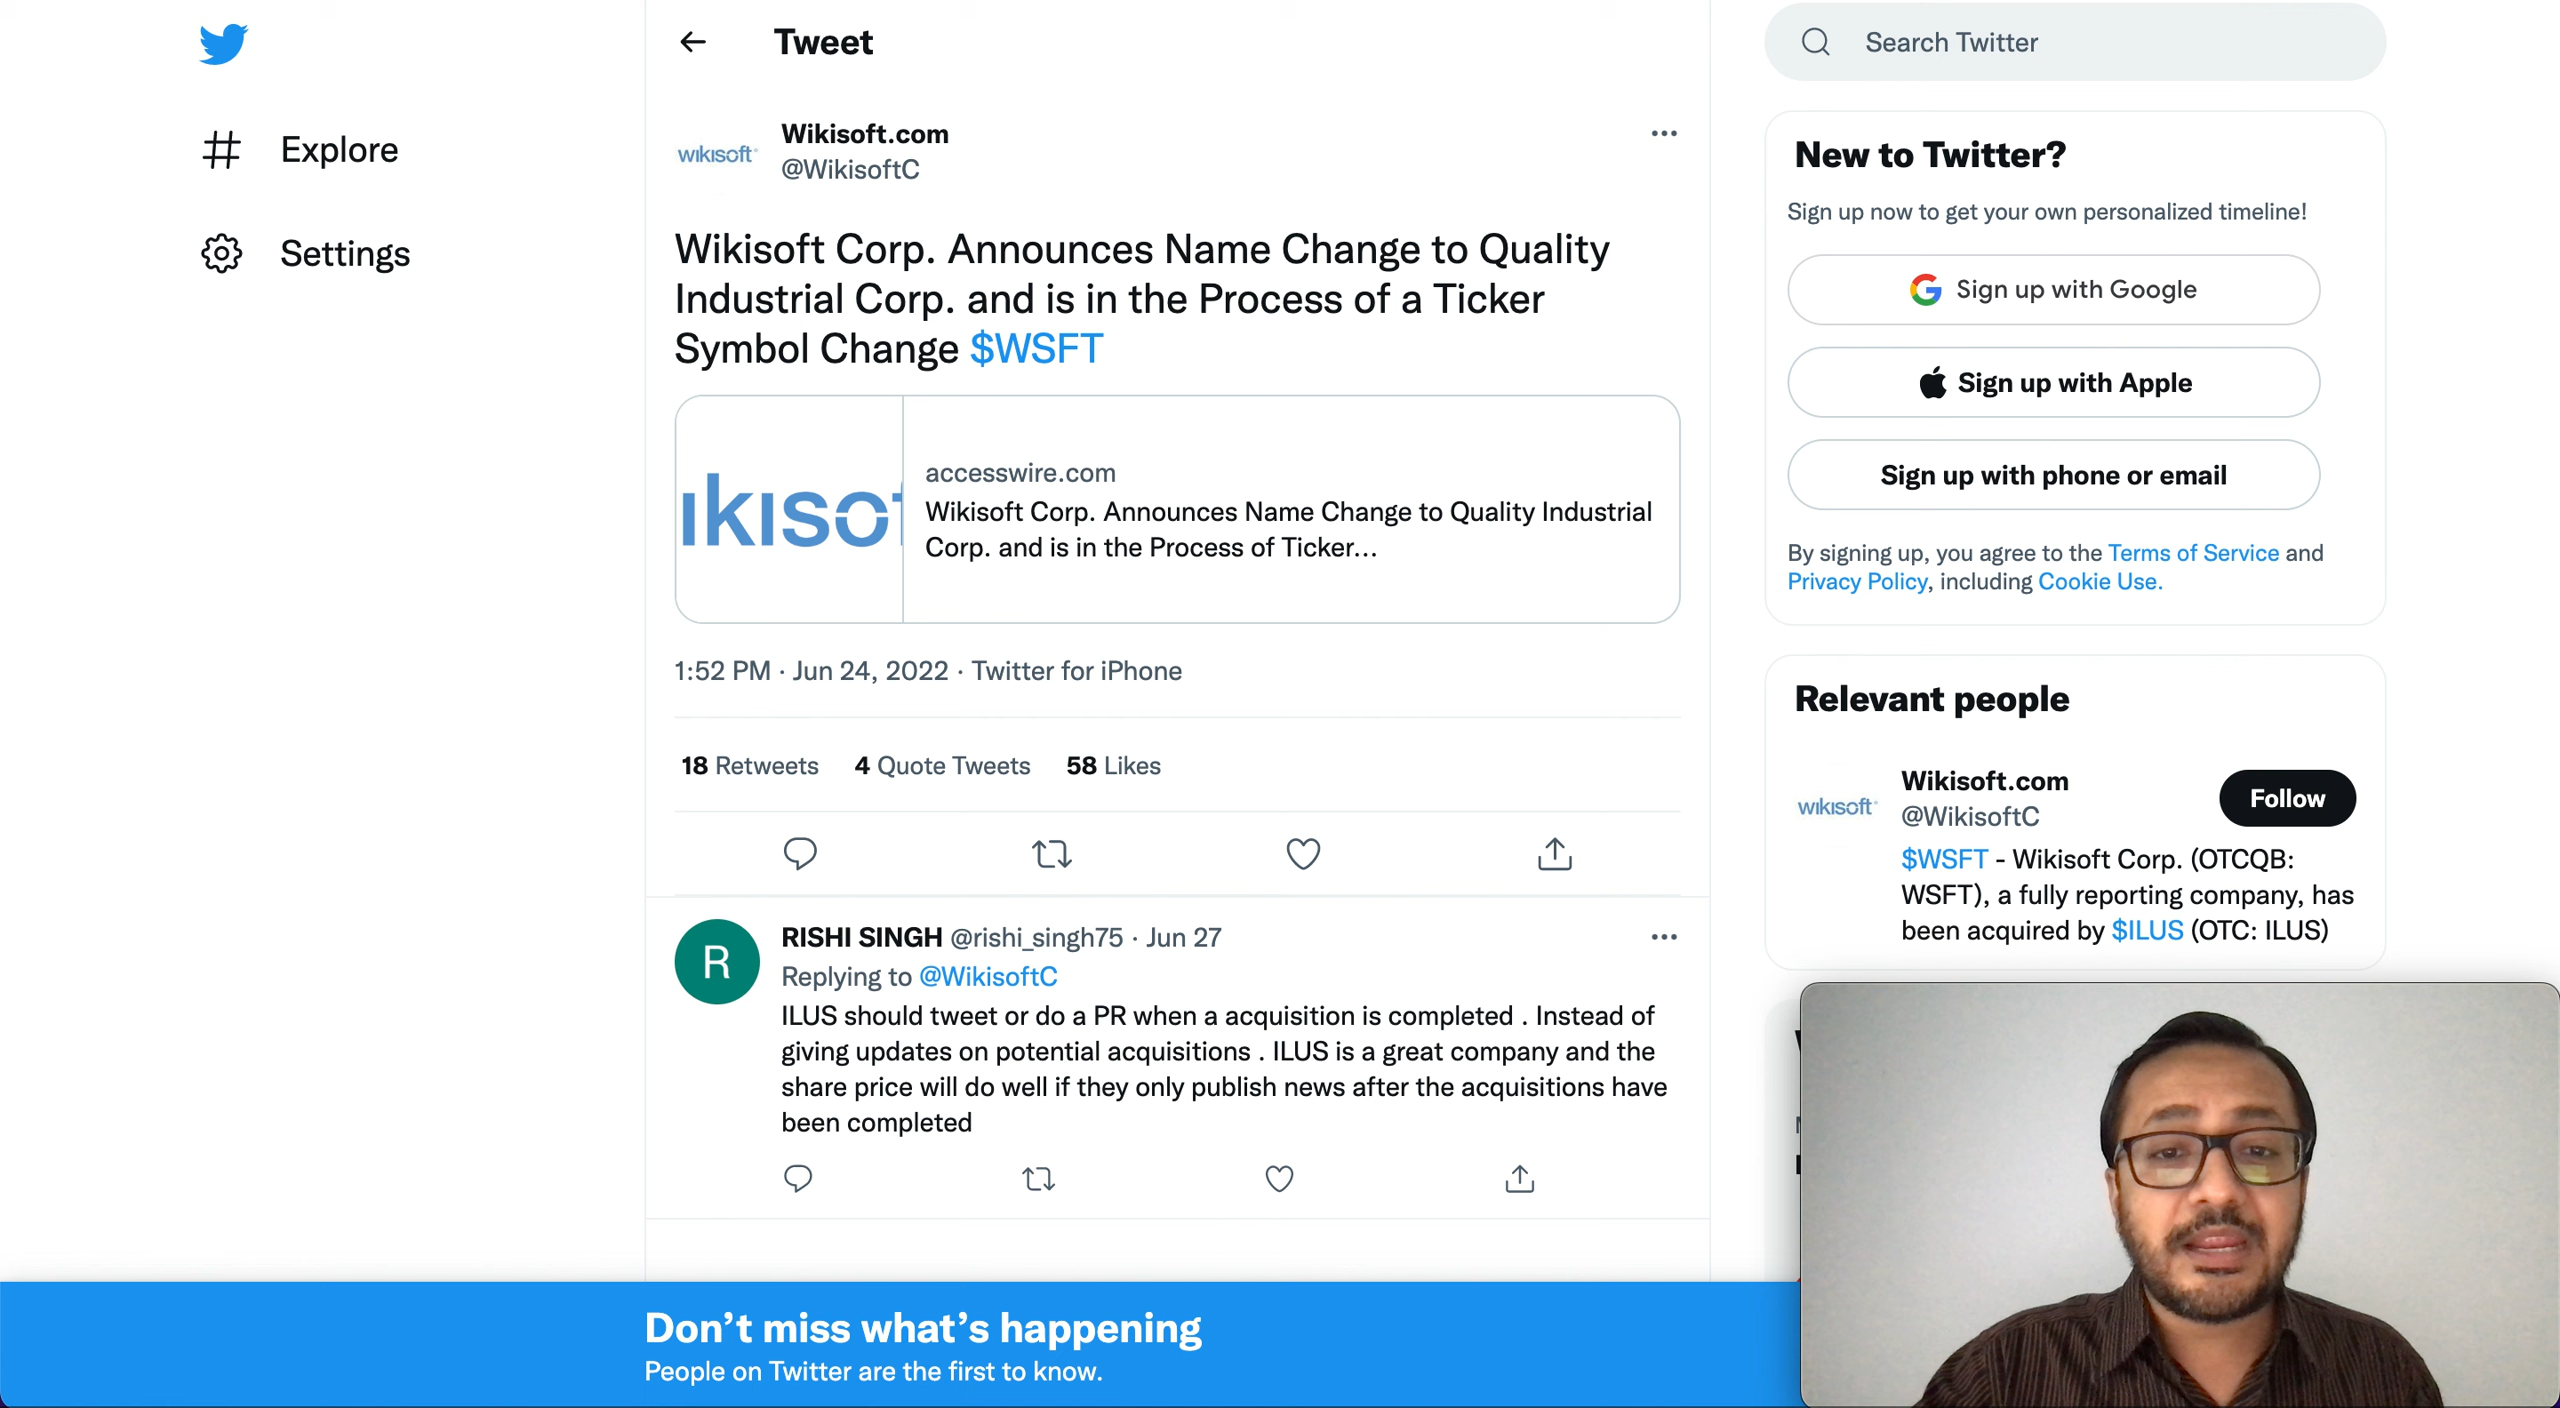 Explore
Settings
Tweet
wikisoft
Wikisoft.com
@WikisoftC
Wikisoft Corp. Announces Name Change to Quality
Industrial Corp. and is in the Process of a Ticker
Symbol Change $WSFT
ikisof
accesswire.com
Wikisoft Corp. Announces Name Change to Quality Industrial
Corp. and is in the Process of Ticker...
1:52 PM · Jun 24, 2022 · Twitter for iPhone
18 Retweets 4 Quote Tweets 58 Likes
R
RISHI SINGH @rishi_singh75 · Jun 27
Replying to @WikisoftC
ILUS should tweet or do a PR when a acquisition is completed . Instead of
giving updates on potential acquisitions . ILUS is a great company and the
share price will do well if they only publish news after the acquisitions have
been completed
Search Twitter
New to Twitter?
Sign up now to get your own personalized timeline!
Sign up with Google
Sign up with Apple
Sign up with phone or email
By signing up, you agree to the Terms of Service and
Privacy Policy, including Cookie Use.
Relevant people
wikisoft
Wikisoft.com
@WikisoftC
Follow
$WSFT - Wikisoft Corp. (OTCQB:
WSFT), a fully reporting company, has
been acquired by $ILUS (OTC: ILUS)
Don't miss what's happening
People on Twitter are the first to know.